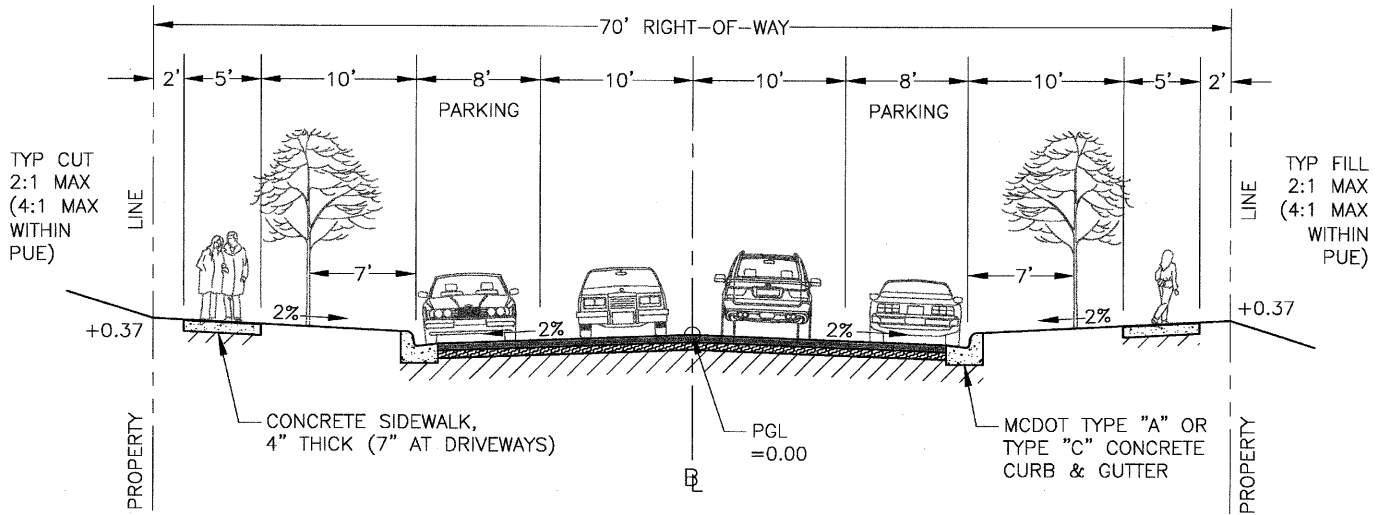 70' RIGHT-OF-WAY
2' 5' 10' 8' 10' 10' 8' 10' 5' 2'
PARKING PARKING
TYP CUT
2:1 MAX
(4:1 MAX
WITHIN
PUE)
LINE
TYP FILL
2:1 MAX
(4:1 MAX
WITHIN
PUE)
LINE
7' 7'
2% 2% 2% 2%
+0.37 +0.37
CONCRETE SIDEWALK,
4" THICK (7" AT DRIVEWAYS)
PGL
=0.00
MCDOT TYPE "A" OR
TYPE "C" CONCRETE
CURB & GUTTER
PROPERTY
BL
PROPERTY